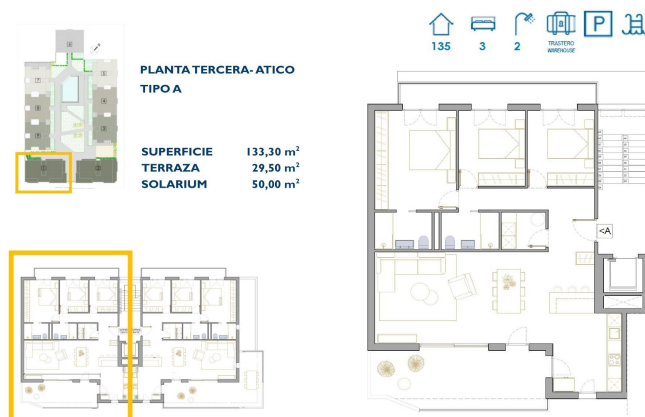 135
3
2
TRASTERO
WAREHOUSE
P
PLANTA TERCERA- ATICO
TIPO A
SUPERFICIE 133,30 m²
TERRAZA 29,50 m²
SOLARIUM 50,00 m²
<A